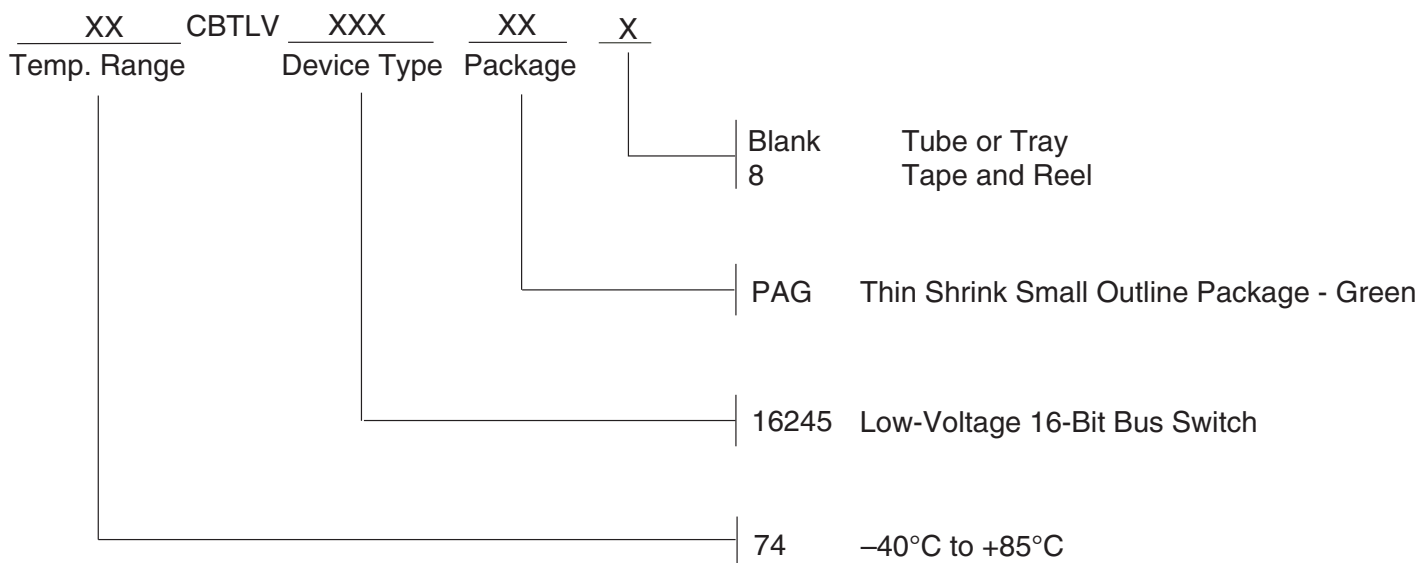 XX CBTLV XXX XX X
Temp. Range Device Type Package
Blank Tube or Tray
8 Tape and Reel
PAG Thin Shrink Small Outline Package - Green
16245 Low-Voltage 16-Bit Bus Switch
74 –40°C to +85°C